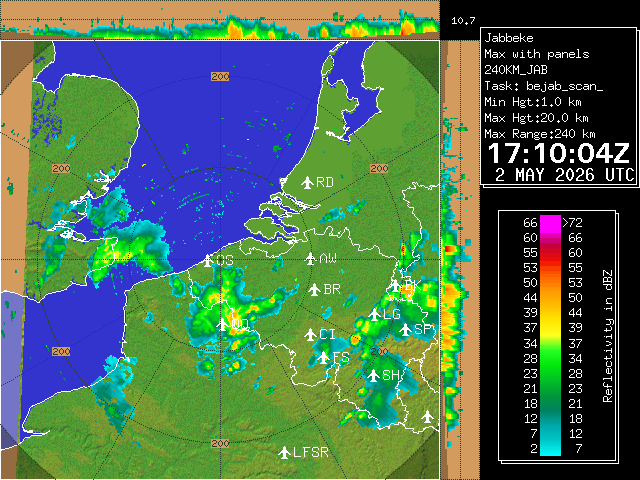 10.7
Jabbeke
Max with panels
240KM_JAB
Task: bejab_scan_
Min Hgt:1.0 km
Max Hgt:20.0 km
Max Range:240 km
17:10:04Z
2 MAY 2026 UTC
200
200
200
RD
OS
AW
BR
LG
SP
CI
FS
SH
200
200
200
LFSR
66 >72
60 66
55 60
53 55
50 53
44 50
39 44
37 39
34 37
28 34
24 28
21 23
18 21
16 18
12 16
7 12
2 7
Reflectivity in dBZ